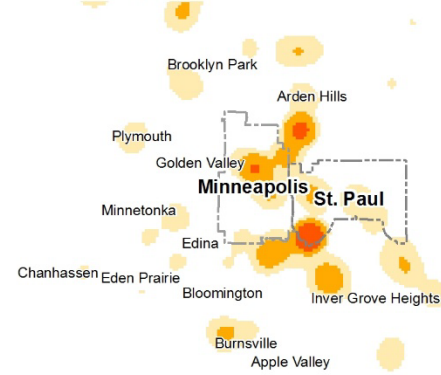 Brooklyn Park
Arden Hills
Plymouth
Golden Valley
Minneapolis
St. Paul
Minnetonka
Edina
Chanhassen
Eden Prairie
Bloomington
Inver Grove Heights
Burnsville
Apple Valley